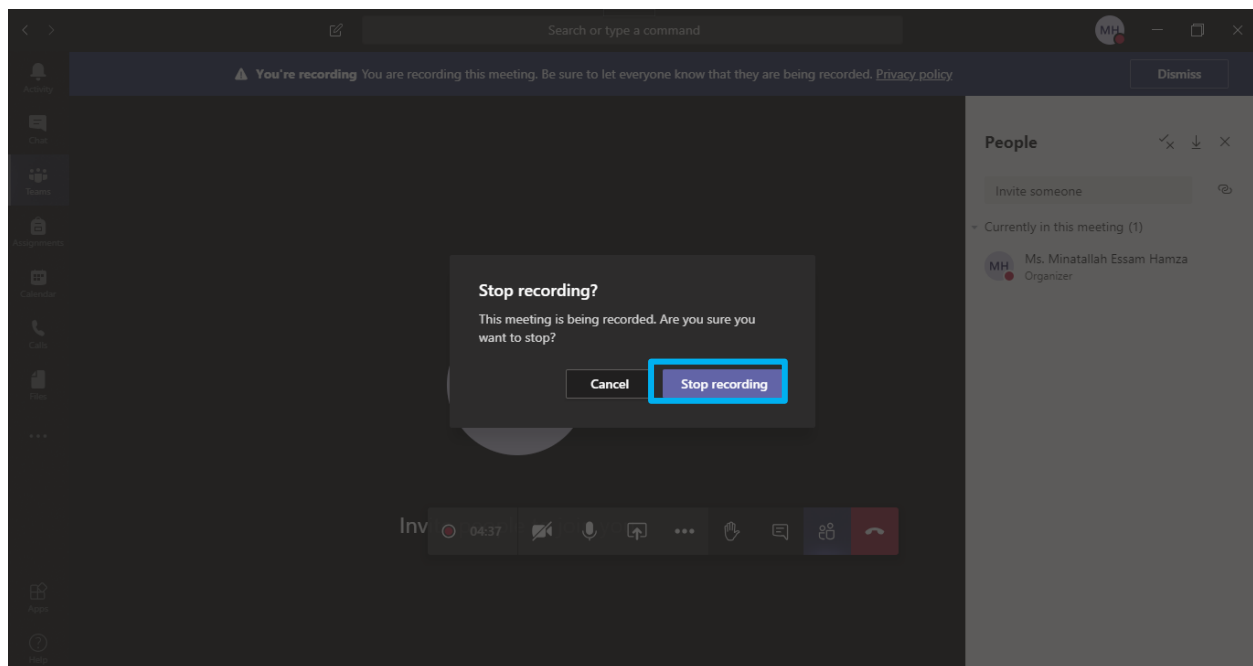 Search or type a command
MH
Activity
You're recording You are recording this meeting. Be sure to let everyone know that they are being recorded. Privacy policy
Dismiss
Chat
Teams
Assignments
Calendar
Calls
Files
People
Invite someone
Currently in this meeting (1)
MH
Ms. Minatallah Essam Hamza
Organizer
Stop recording?
This meeting is being recorded. Are you sure you
want to stop?
Cancel
Stop recording
Inv
04:37
Apps
Help